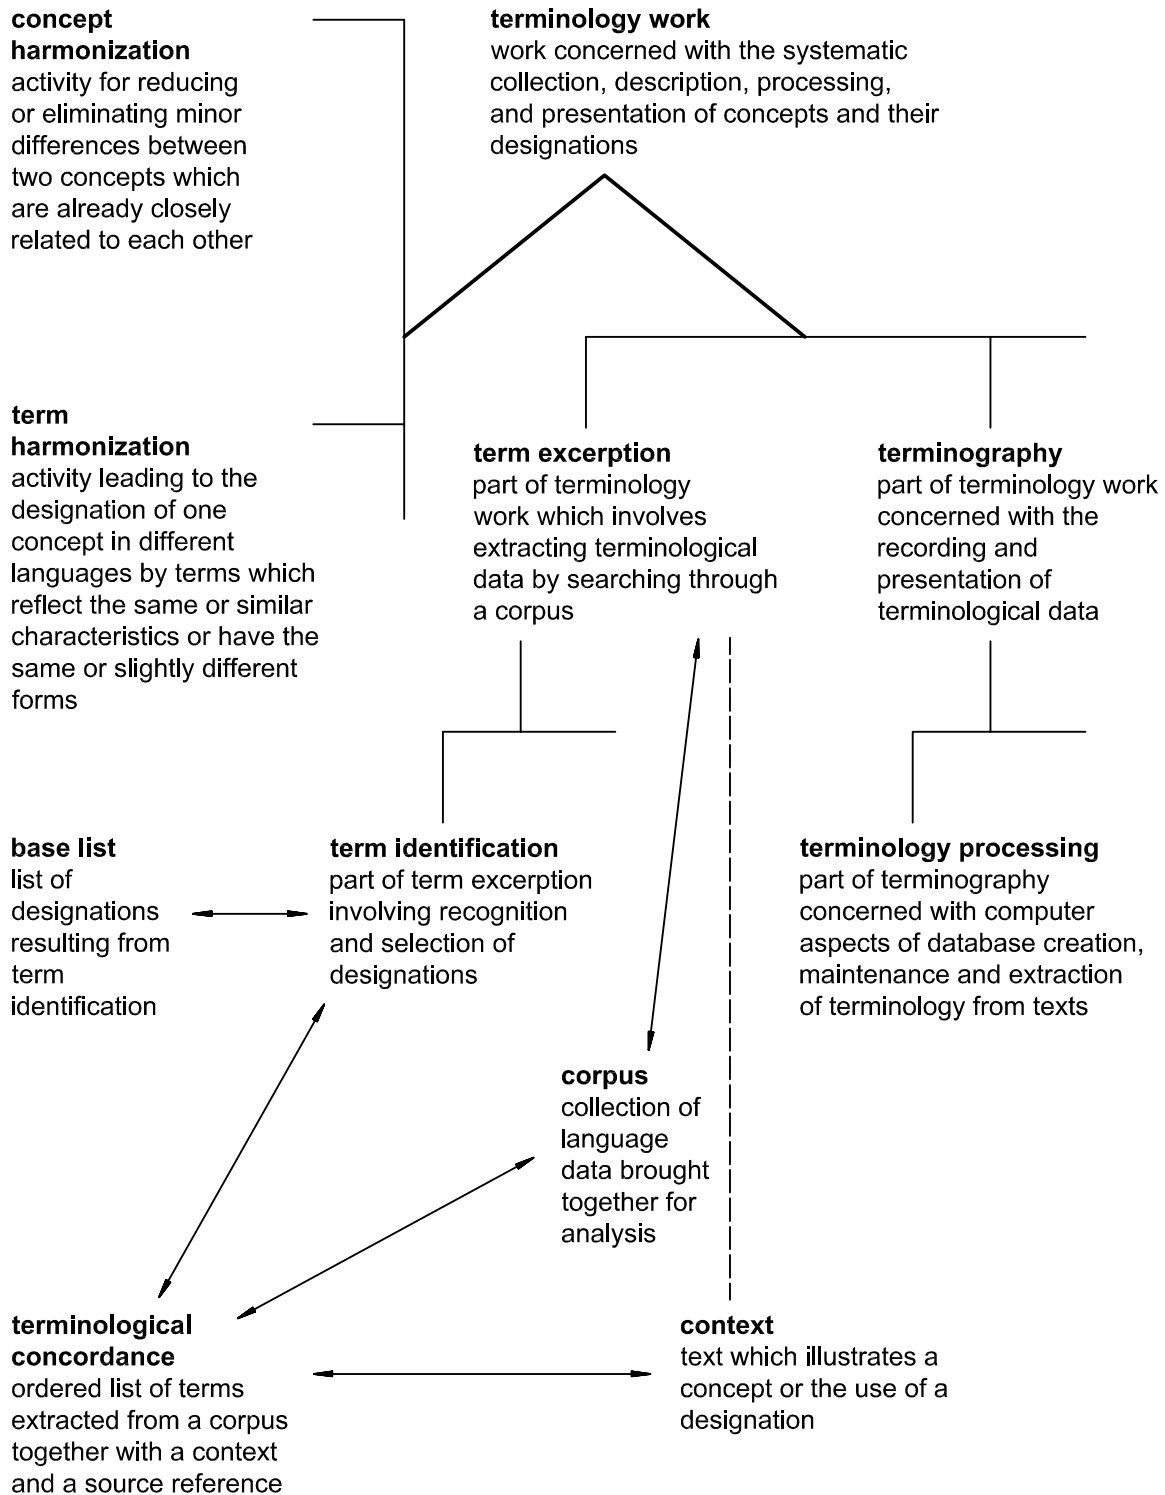 concept
harmonization
activity for reducing
or eliminating minor
differences between
two concepts which
are already closely
related to each other
terminology work
work concerned with the systematic
collection, description, processing,
and presentation of concepts and their
designations
term
harmonization
activity leading to the
designation of one
concept in different
languages by terms which
reflect the same or similar
characteristics or have the
same or slightly different
forms
term excerption
part of terminology
work which involves
extracting terminological
data by searching through
a corpus
terminography
part of terminology work
concerned with the
recording and
presentation of
terminological data
base list
list of
designations
resulting from
term
identification
term identification
part of term excerption
involving recognition
and selection of
designations
terminology processing
part of terminography
concerned with computer
aspects of database creation,
maintenance and extraction
of terminology from texts
corpus
collection of
language
data brought
together for
analysis
terminological
concordance
ordered list of terms
extracted from a corpus
together with a context
and a source reference
context
text which illustrates a
concept or the use of a
designation